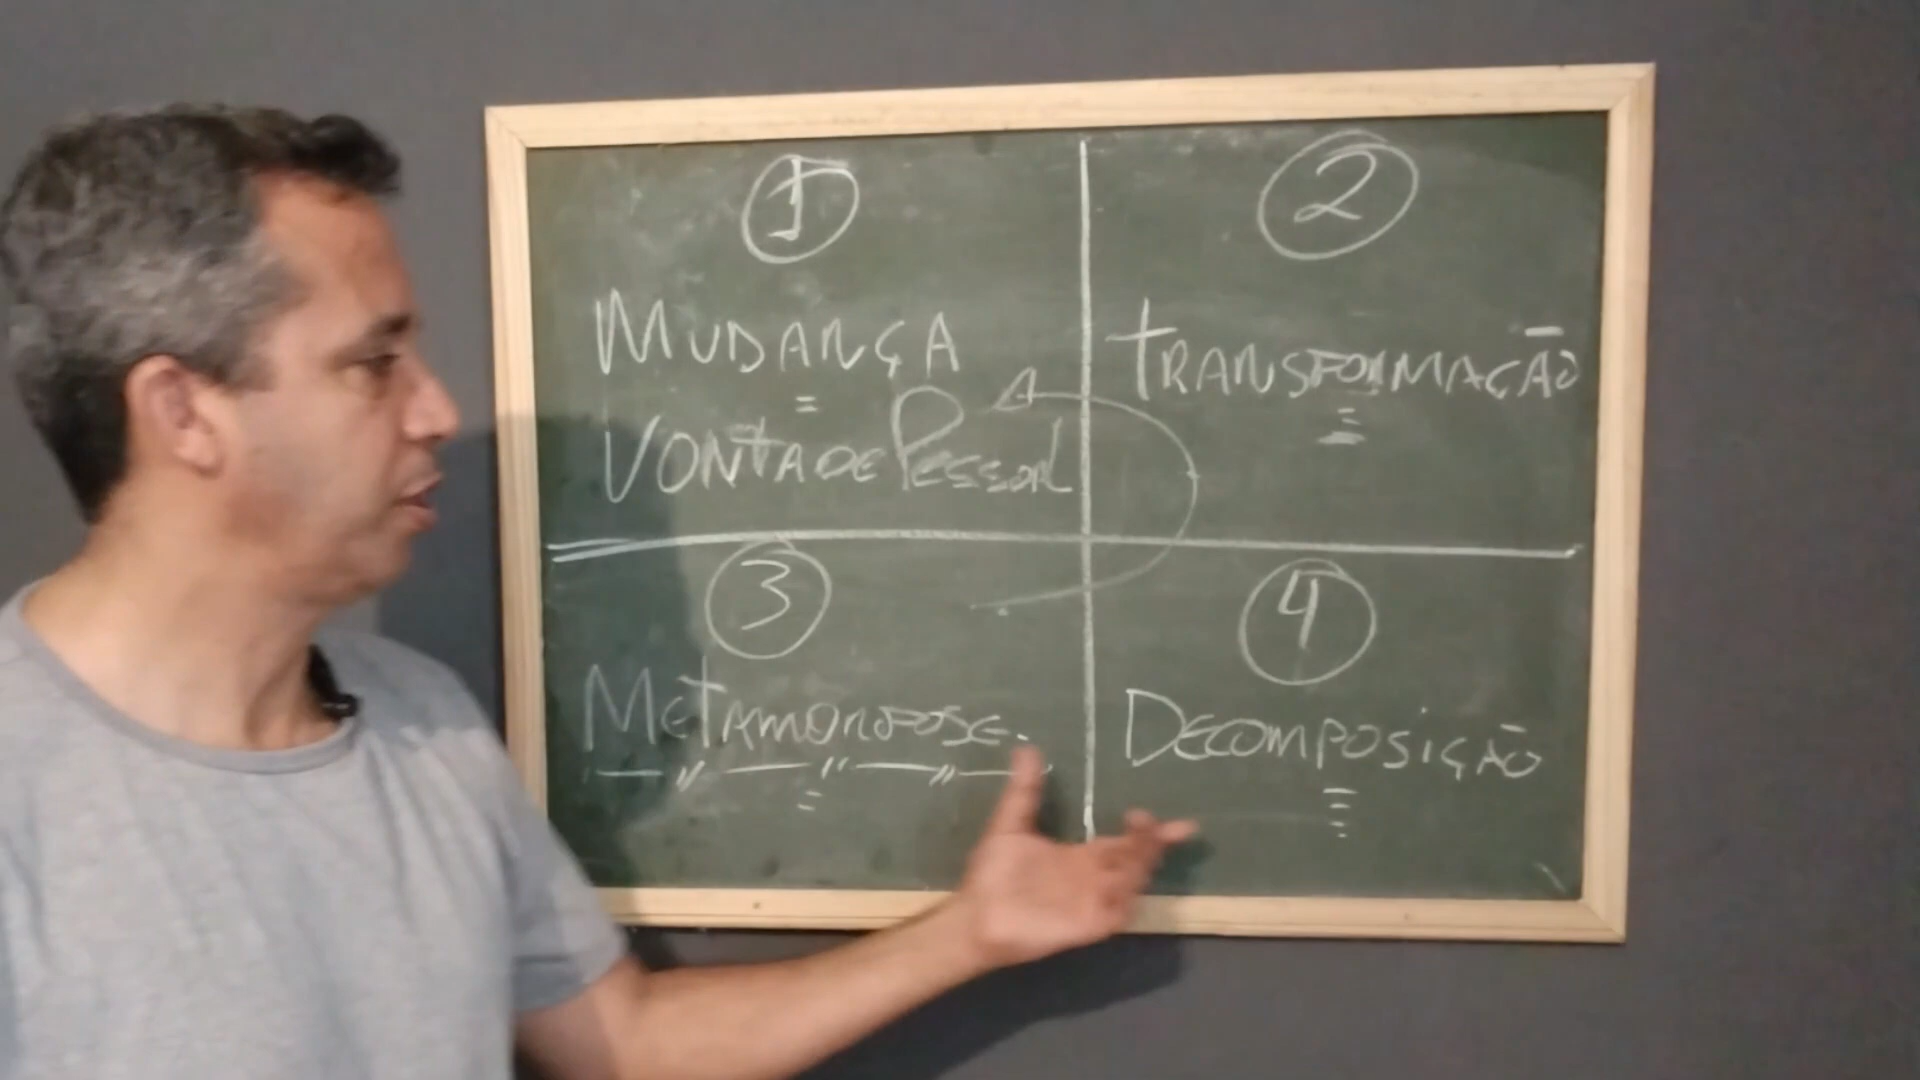 1
MUDANÇA
=
VONTADE PESSOAL
2
TRANSFORMAÇÃO
3
METAMORFOSE.
4
DECOMPOSIÇÃO